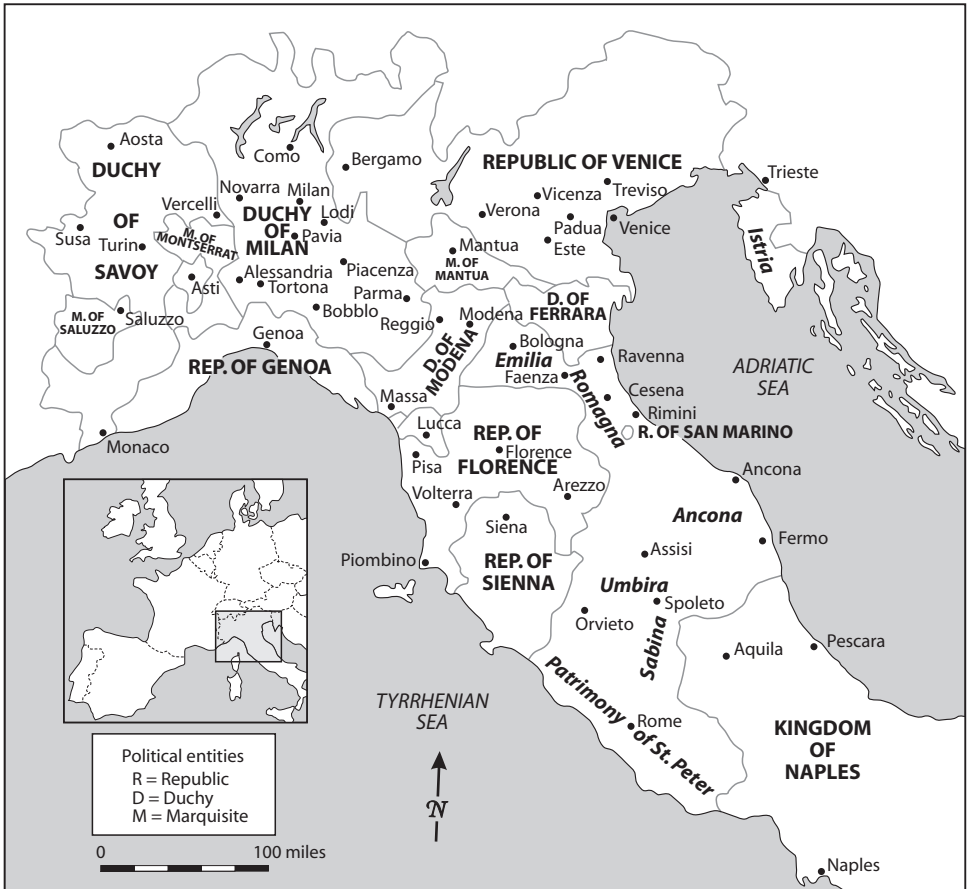 Aosta
DUCHY
OF
SAVOY
Susa
Turin
Vercelli
M. OF
MONTSERRAT
Asti
M. OF
SALUZZO
Saluzzo
Como
Bergamo
Novarra
Milan
DUCHY
OF
MILAN
Lodi
Pavia
Alessandria
Tortona
Piacenza
Bobblo
Parma
Reggio
Genoa
REP. OF GENOA
Monaco
REPUBLIC OF VENICE
Vicenza
Treviso
Verona
Padua
Este
Venice
Trieste
Istria
Mantua
M. OF
MANTUA
D. OF
FERRARA
Modena
D. OF
MODENA
Bologna
Emilia
Faenza
Romagna
Ravenna
Cesena
Rimini
R. OF SAN MARINO
ADRIATIC
SEA
Massa
Lucca
Pisa
REP. OF
FLORENCE
Florence
Volterra
Arezzo
Siena
REP. OF
SIENNA
Piombino
Ancona
Ancona
Fermo
Assisi
Umbira
Spoleto
Orvieto
Sabina
Patrimony of St. Peter
Rome
Aquila
Pescara
KINGDOM
OF
NAPLES
Naples
TYRRHENIAN
SEA
N
Political entities
R = Republic
D = Duchy
M = Marquisite
0 100 miles